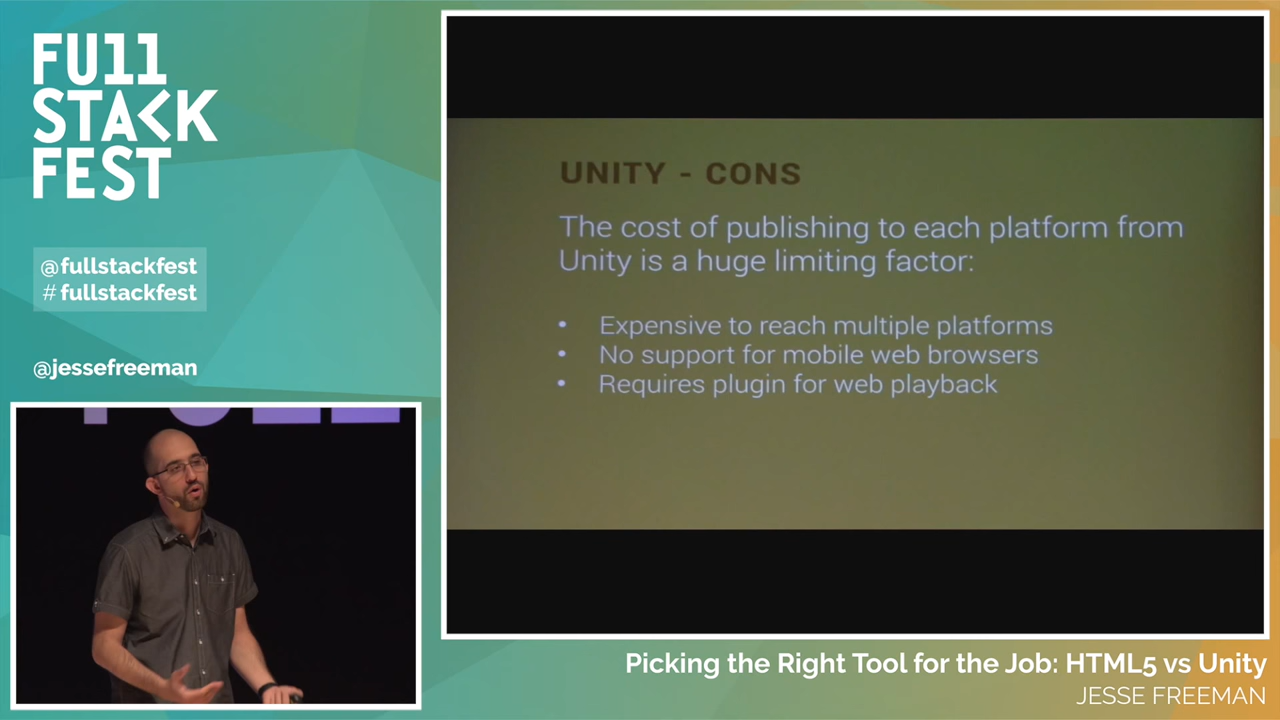 FULL
STACK
FEST
@fullstackfest
# fullstackfest
@jessefreeman
UNITY - CONS
The cost of publishing to each platform from
Unity is a huge limiting factor:
• Expensive to reach multiple platforms
• No support for mobile web browsers
• Requires plugin for web playback
Picking the Right Tool for the Job: HTML5 vs Unity
JESSE FREEMAN